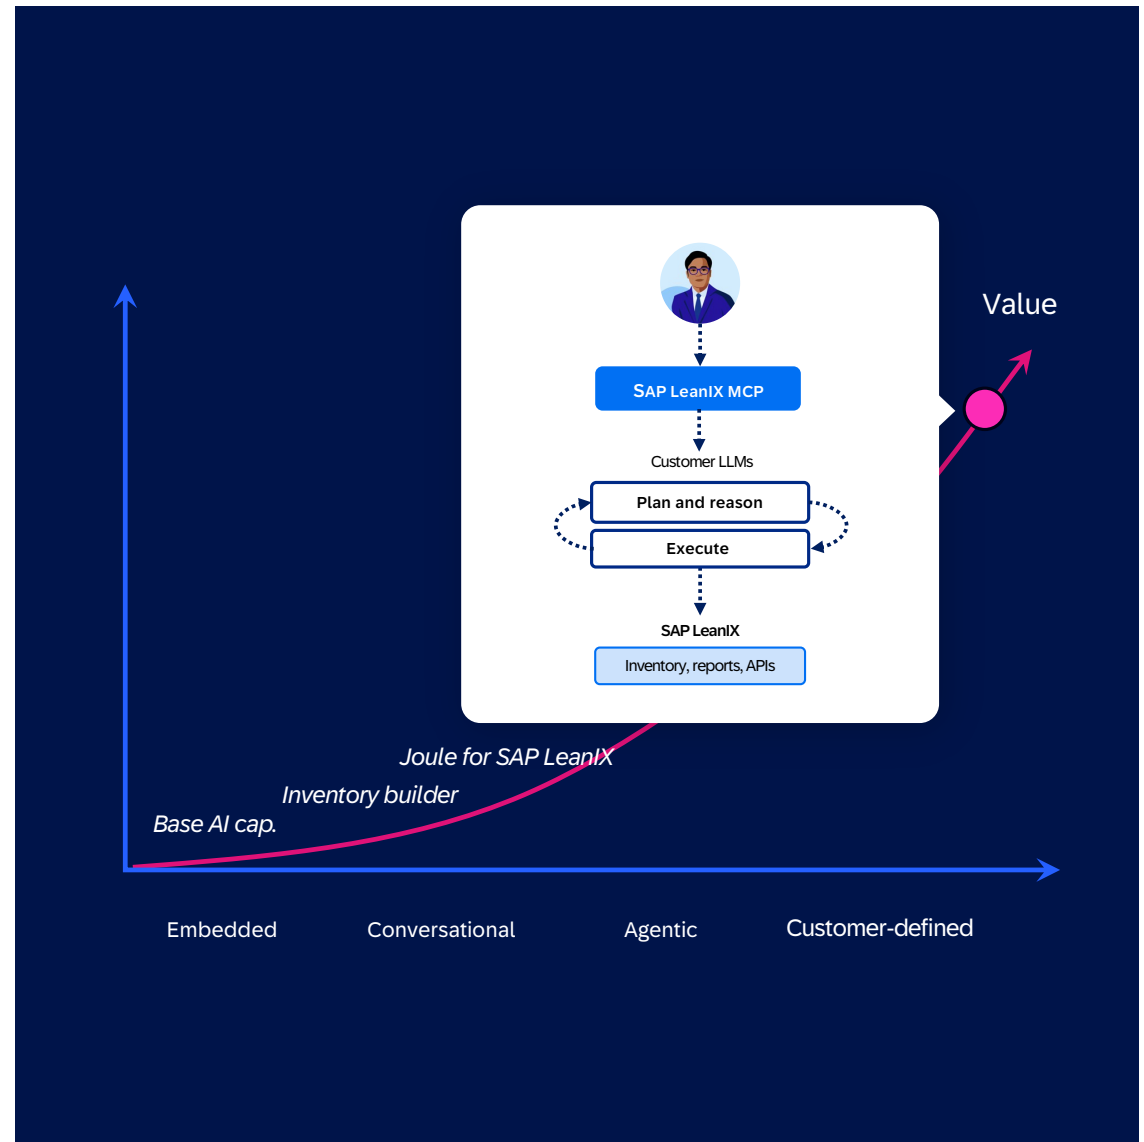 Value
SAP LeanIX MCP
Customer LLMs
Plan and reason
Execute
SAP LeanIX
Inventory, reports, APIs
Joule for SAP LeanIX
Inventory builder
Base AI cap.
Embedded
Conversational
Agentic
Customer-defined